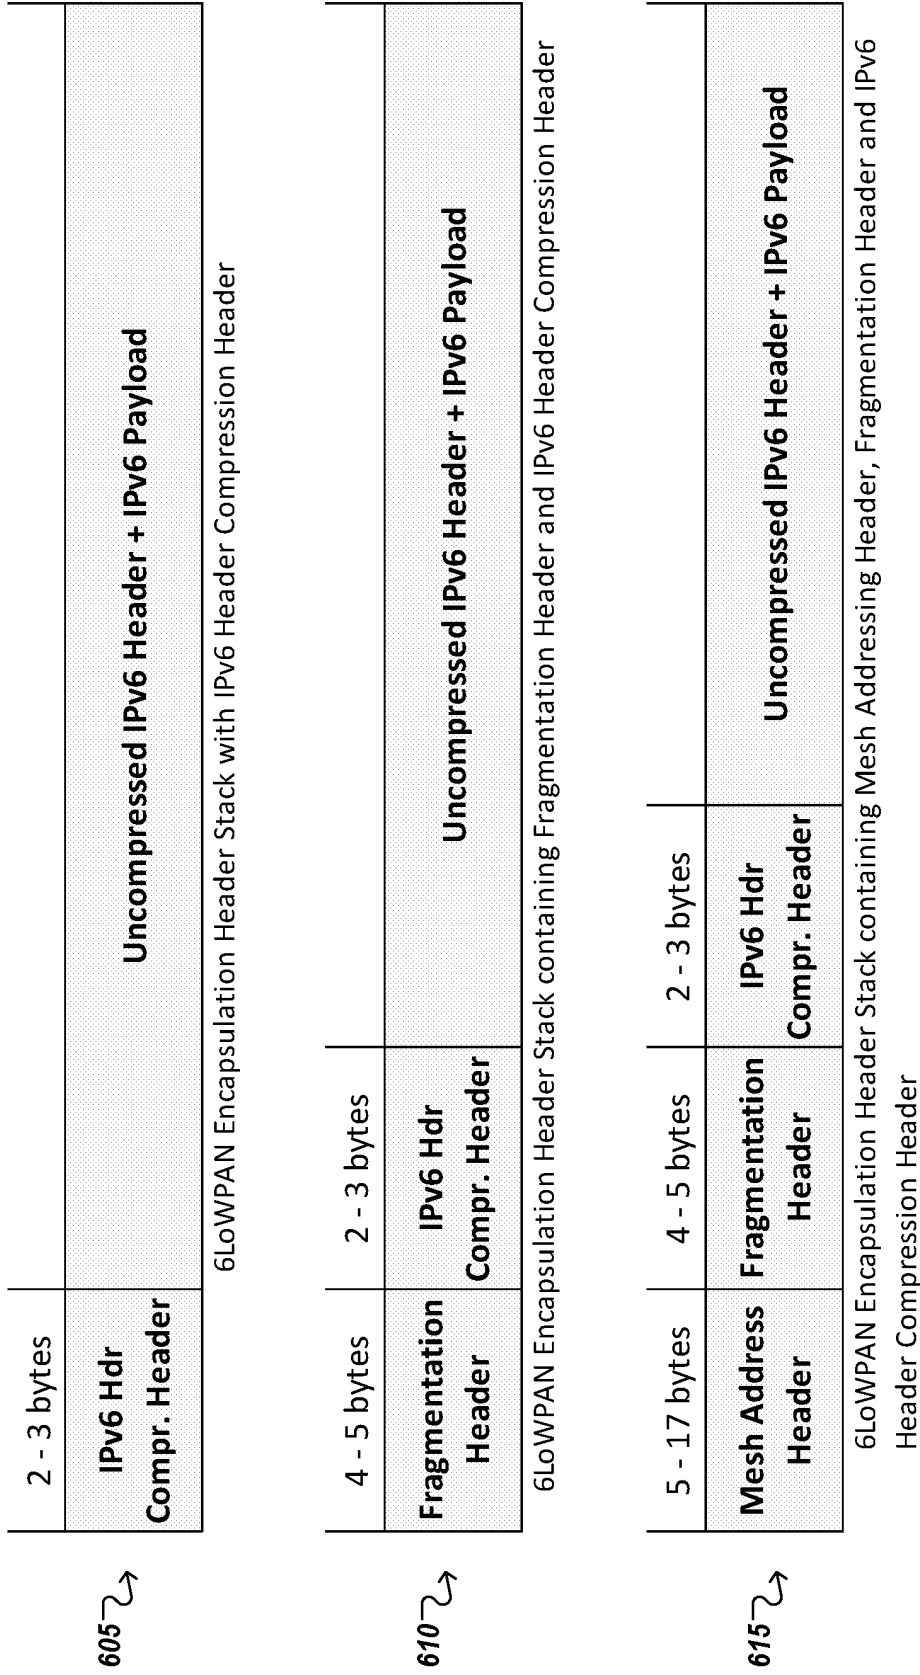 605
2 - 3 bytes
IPv6 Hdr
Compr. Header
Uncompressed IPv6 Header + IPv6 Payload
6LoWPAN Encapsulation Header Stack with IPv6 Header Compression Header
610
4 - 5 bytes
2 - 3 bytes
Fragmentation
Header
IPv6 Hdr
Compr. Header
Uncompressed IPv6 Header + IPv6 Payload
6LoWPAN Encapsulation Header Stack containing Fragmentation Header and IPv6 Header Compression Header
615
5 - 17 bytes
4 - 5 bytes
2 - 3 bytes
Mesh Address
Header
Fragmentation
Header
IPv6 Hdr
Compr. Header
Uncompressed IPv6 Header + IPv6 Payload
6LoWPAN Encapsulation Header Stack containing Mesh Addressing Header, Fragmentation Header and IPv6
Header Compression Header